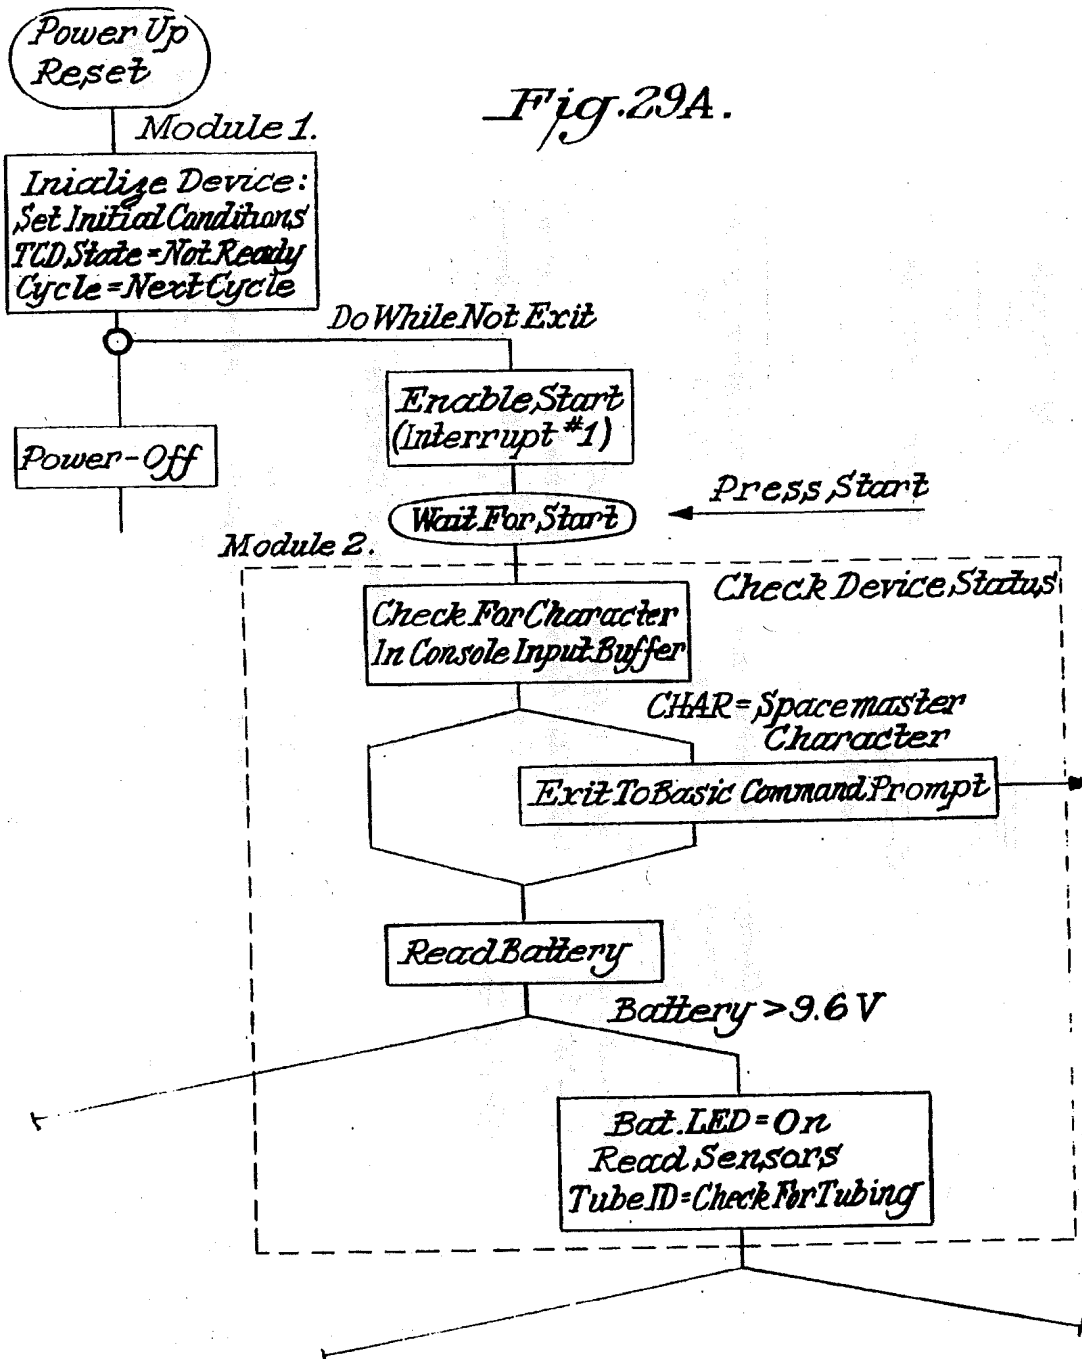 Power Up
Reset
Fig. 29A.
Module 1.
Inialize Device:
Set Initial Conditions
TCD State = Not Ready
Cycle = Next Cycle
Do While Not Exit
Enable Start
(Interrupt #1)
Power-Off
Press Start
Wait For Start
Module 2.
Check Device Status
Check For Character
In Console Input Buffer
CHAR = Spacemaster
Character
Exit To Basic Command Prompt
Read Battery
Battery > 9.6 V
Bat. LED = On
Read Sensors
Tube ID = Check For Tubing